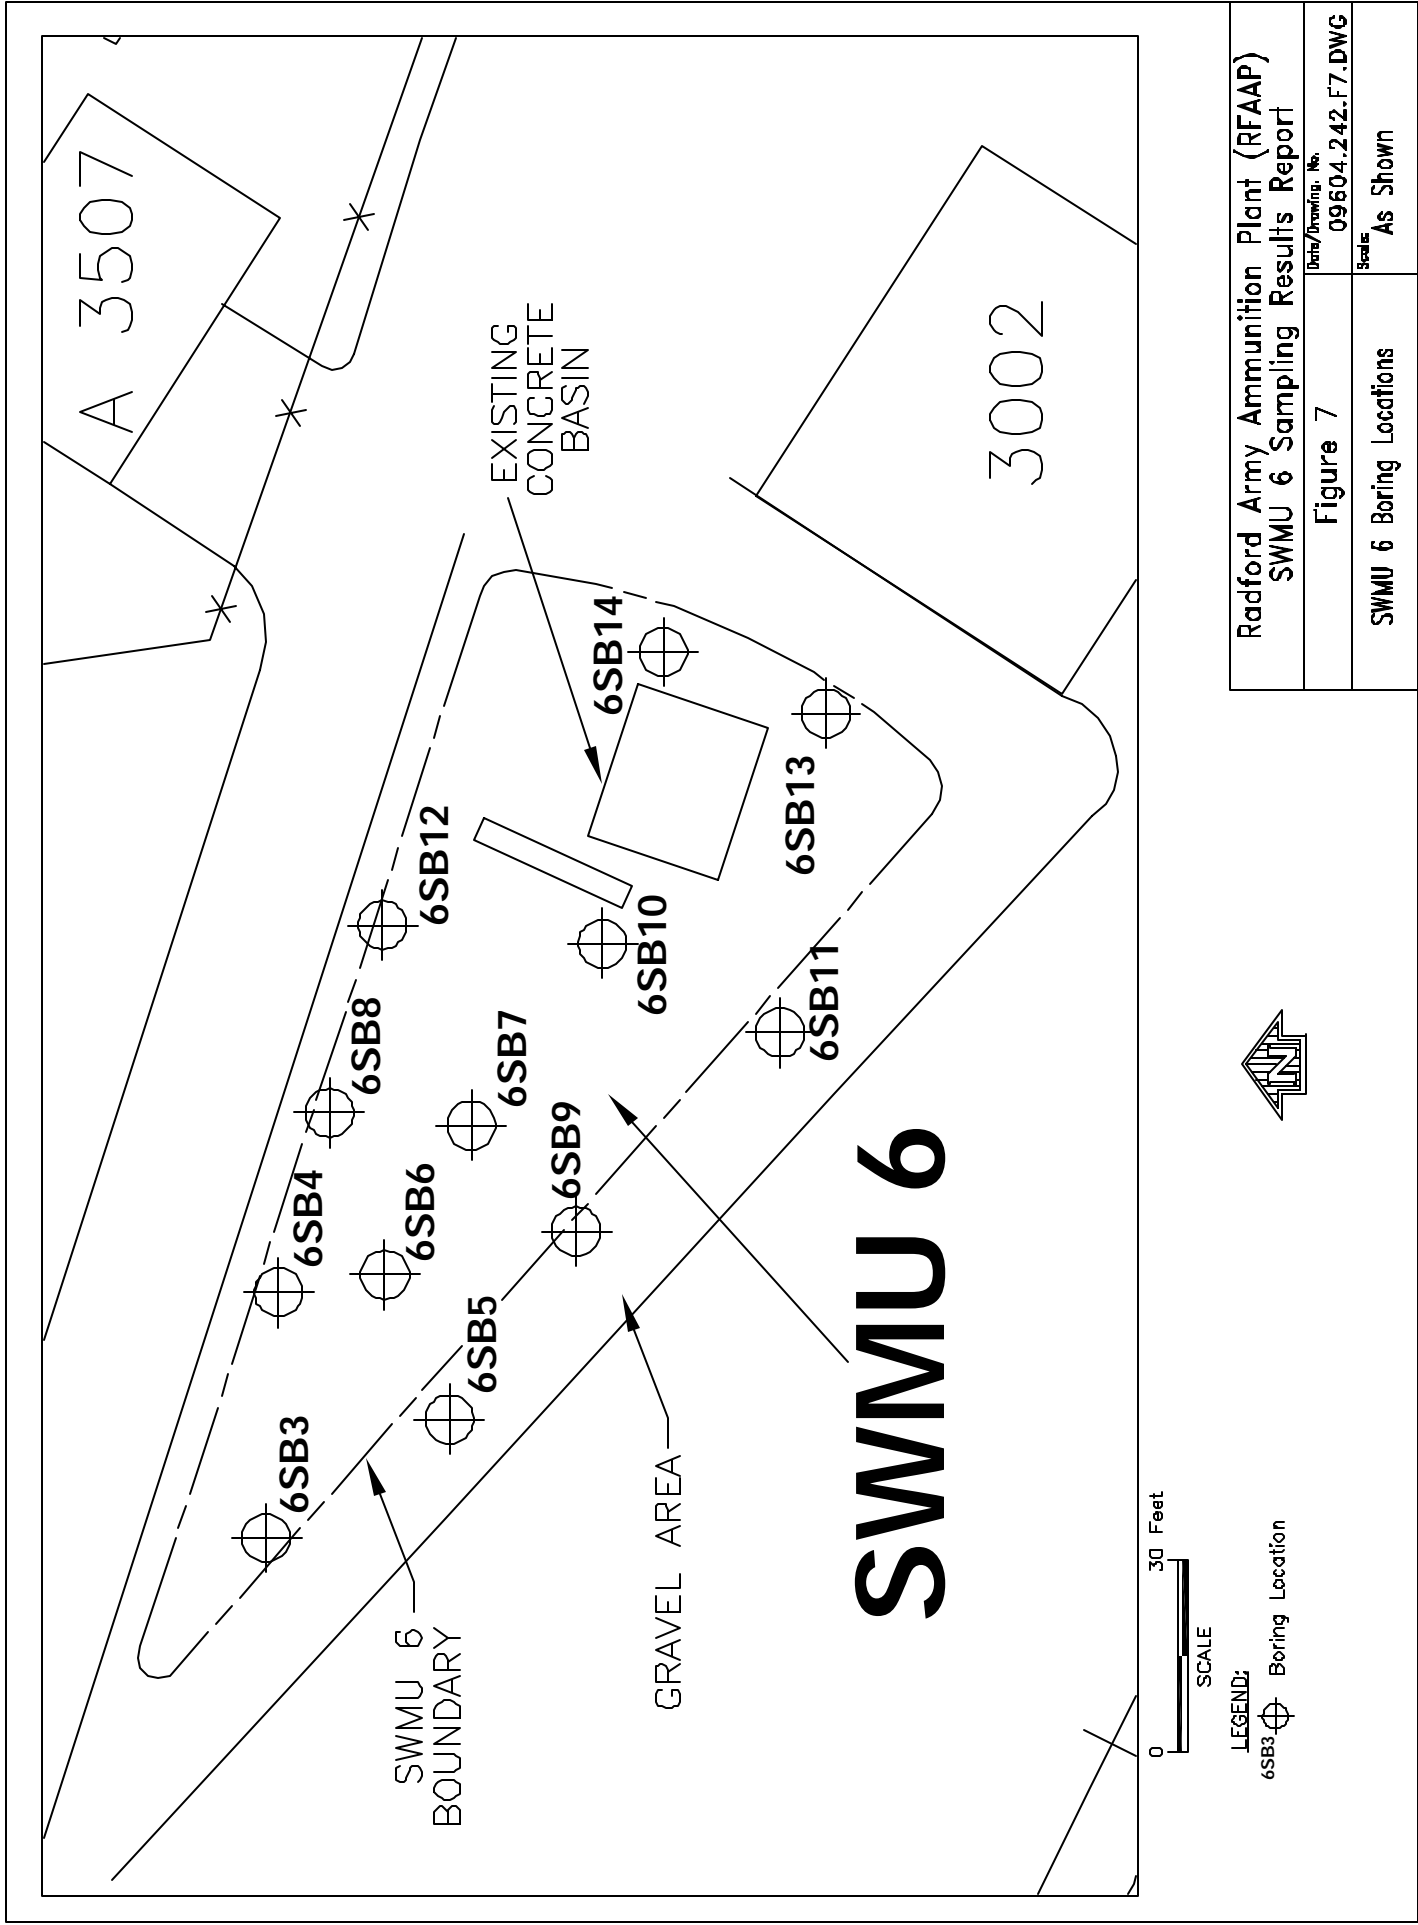 A 3507
EXISTING
CONCRETE
BASIN
3002
6SB14
6SB12
6SB13
6SB10
6SB8
6SB11
6SB7
6SB4
6SB9
6SB6
6SB5
6SB3
SWMU 6
BOUNDARY
GRAVEL AREA
SWMU 6
0 30 Feet
SCALE
LEGEND:
6SB3 Boring Location
N
Radford Army Ammunition Plant (RFAAP)
SWMU 6 Sampling Results Report
Figure 7
Date/Drawing. No.
09604.242.F7.DWG
SWMU 6 Boring Locations
Scale:
As Shown